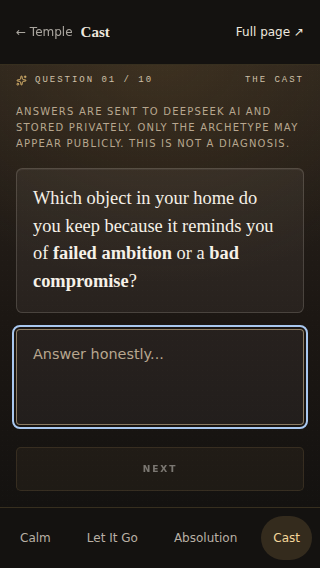 ← Temple Cast Full page ↗
QUESTION 01 / 10 THE CAST
ANSWERS ARE SENT TO DEEPSEEK AI AND
STORED PRIVATELY. ONLY THE ARCHETYPE MAY
APPEAR PUBLICLY. THIS IS NOT A DIAGNOSIS.
Which object in your home do
you keep because it reminds you
of failed ambition or a bad
compromise?
Answer honestly...
NEXT
Calm Let It Go Absolution Cast